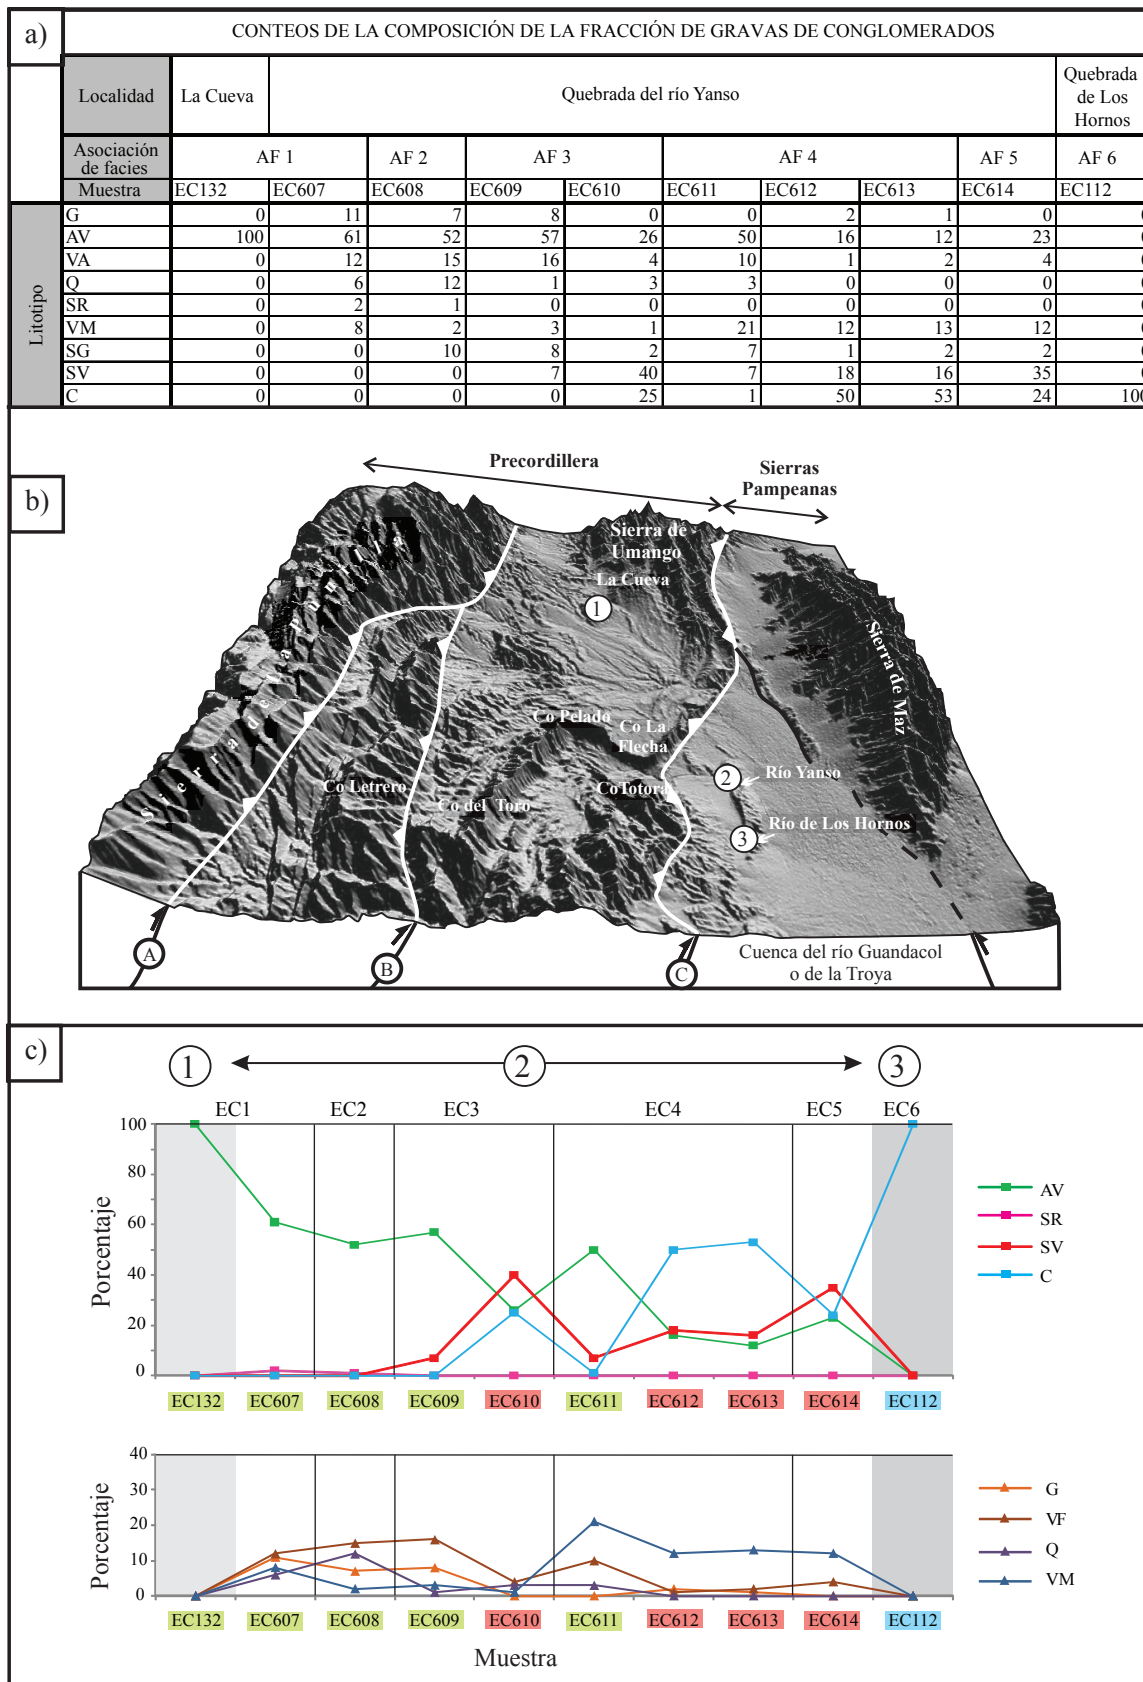 a)
CONTEOS DE LA COMPOSICIÓN DE LA FRACCIÓN DE GRAVAS DE CONGLOMERADOS
Localidad La Cueva Quebrada del río Yanso Quebrada de Los Hornos
Asociación de facies AF 1 AF 2 AF 3 AF 4 AF 5 AF 6
Muestra EC132 EC607 EC608 EC609 EC610 EC611 EC612 EC613 EC614 EC112
Litotipo
G 0 11 7 8 0 0 2 1 0 0
AV 100 61 52 57 26 50 16 12 23 0
VA 0 12 15 16 4 10 1 2 4 0
Q 0 6 12 1 3 3 0 0 0 0
SR 0 2 1 0 0 0 0 0 0 0
VM 0 8 2 3 1 21 12 13 12 0
SG 0 0 10 8 2 7 1 2 2 0
SV 0 0 0 7 40 7 18 16 35 0
C 0 0 0 0 25 1 50 53 24 100
b)
Precordillera
Sierras
Pampeanas
Sierra de
Umango
La Cueva
1
Sierra de Maz
Co Pelado
Co La
Flecha
2
Río Yanso
Co Letrero
Co del Toro
Co Totora
Río de Los Hornos
3
A
B
C
Cuenca del río Guandacol
o de la Troya
c)
1 2 3
EC1 EC2 EC3 EC4 EC5 EC6
Porcentaje
100
80
60
40
20
0
AV
SR
SV
C
EC132 EC607 EC608 EC609 EC610 EC611 EC612 EC613 EC614 EC112
Porcentaje
40
30
20
10
0
G
VF
Q
VM
EC132 EC607 EC608 EC609 EC610 EC611 EC612 EC613 EC614 EC112
Muestra